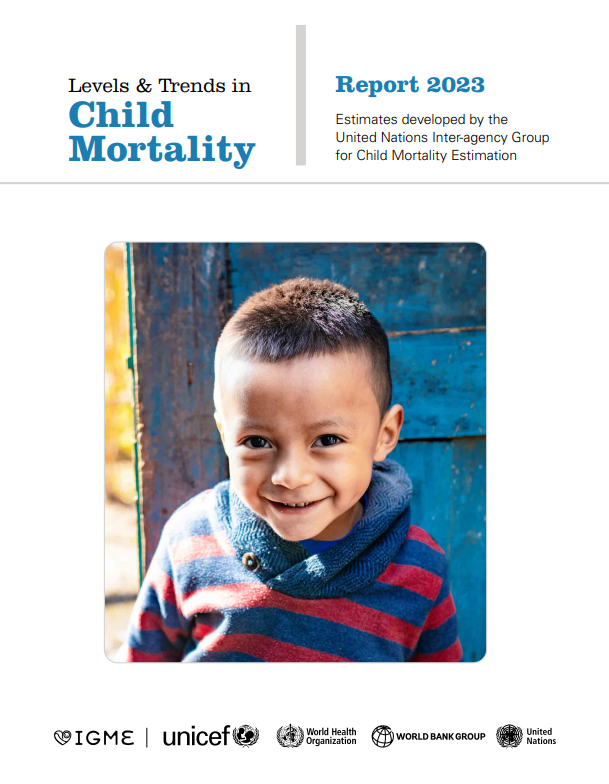 Levels & Trends in
Child
Mortality
Report 2023
Estimates developed by the
United Nations Inter-agency Group
for Child Mortality Estimation
IGME
unicef
World Health
Organization
WORLD BANK GROUP
United
Nations